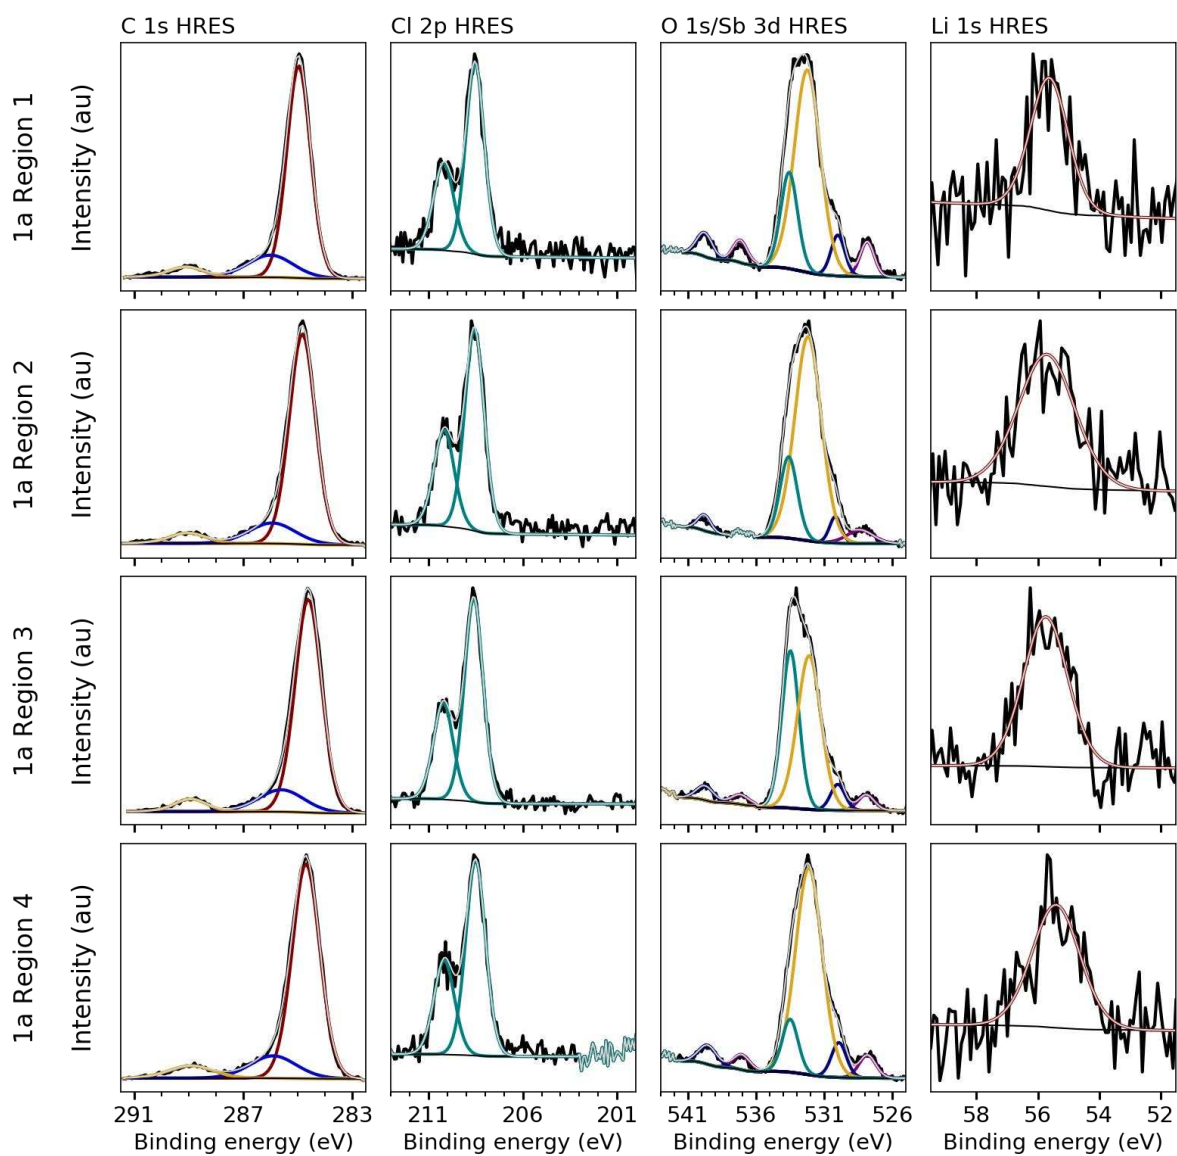 C 1s HRES Cl 2p HRES O 1s/Sb 3d HRES Li 1s HRES
1a Region 1 Intensity (au)
1a Region 2 Intensity (au)
1a Region 3 Intensity (au)
1a Region 4 Intensity (au)
291 287 283 211 206 201 541 536 531 526 58 56 54 52
Binding energy (eV) Binding energy (eV) Binding energy (eV) Binding energy (eV)